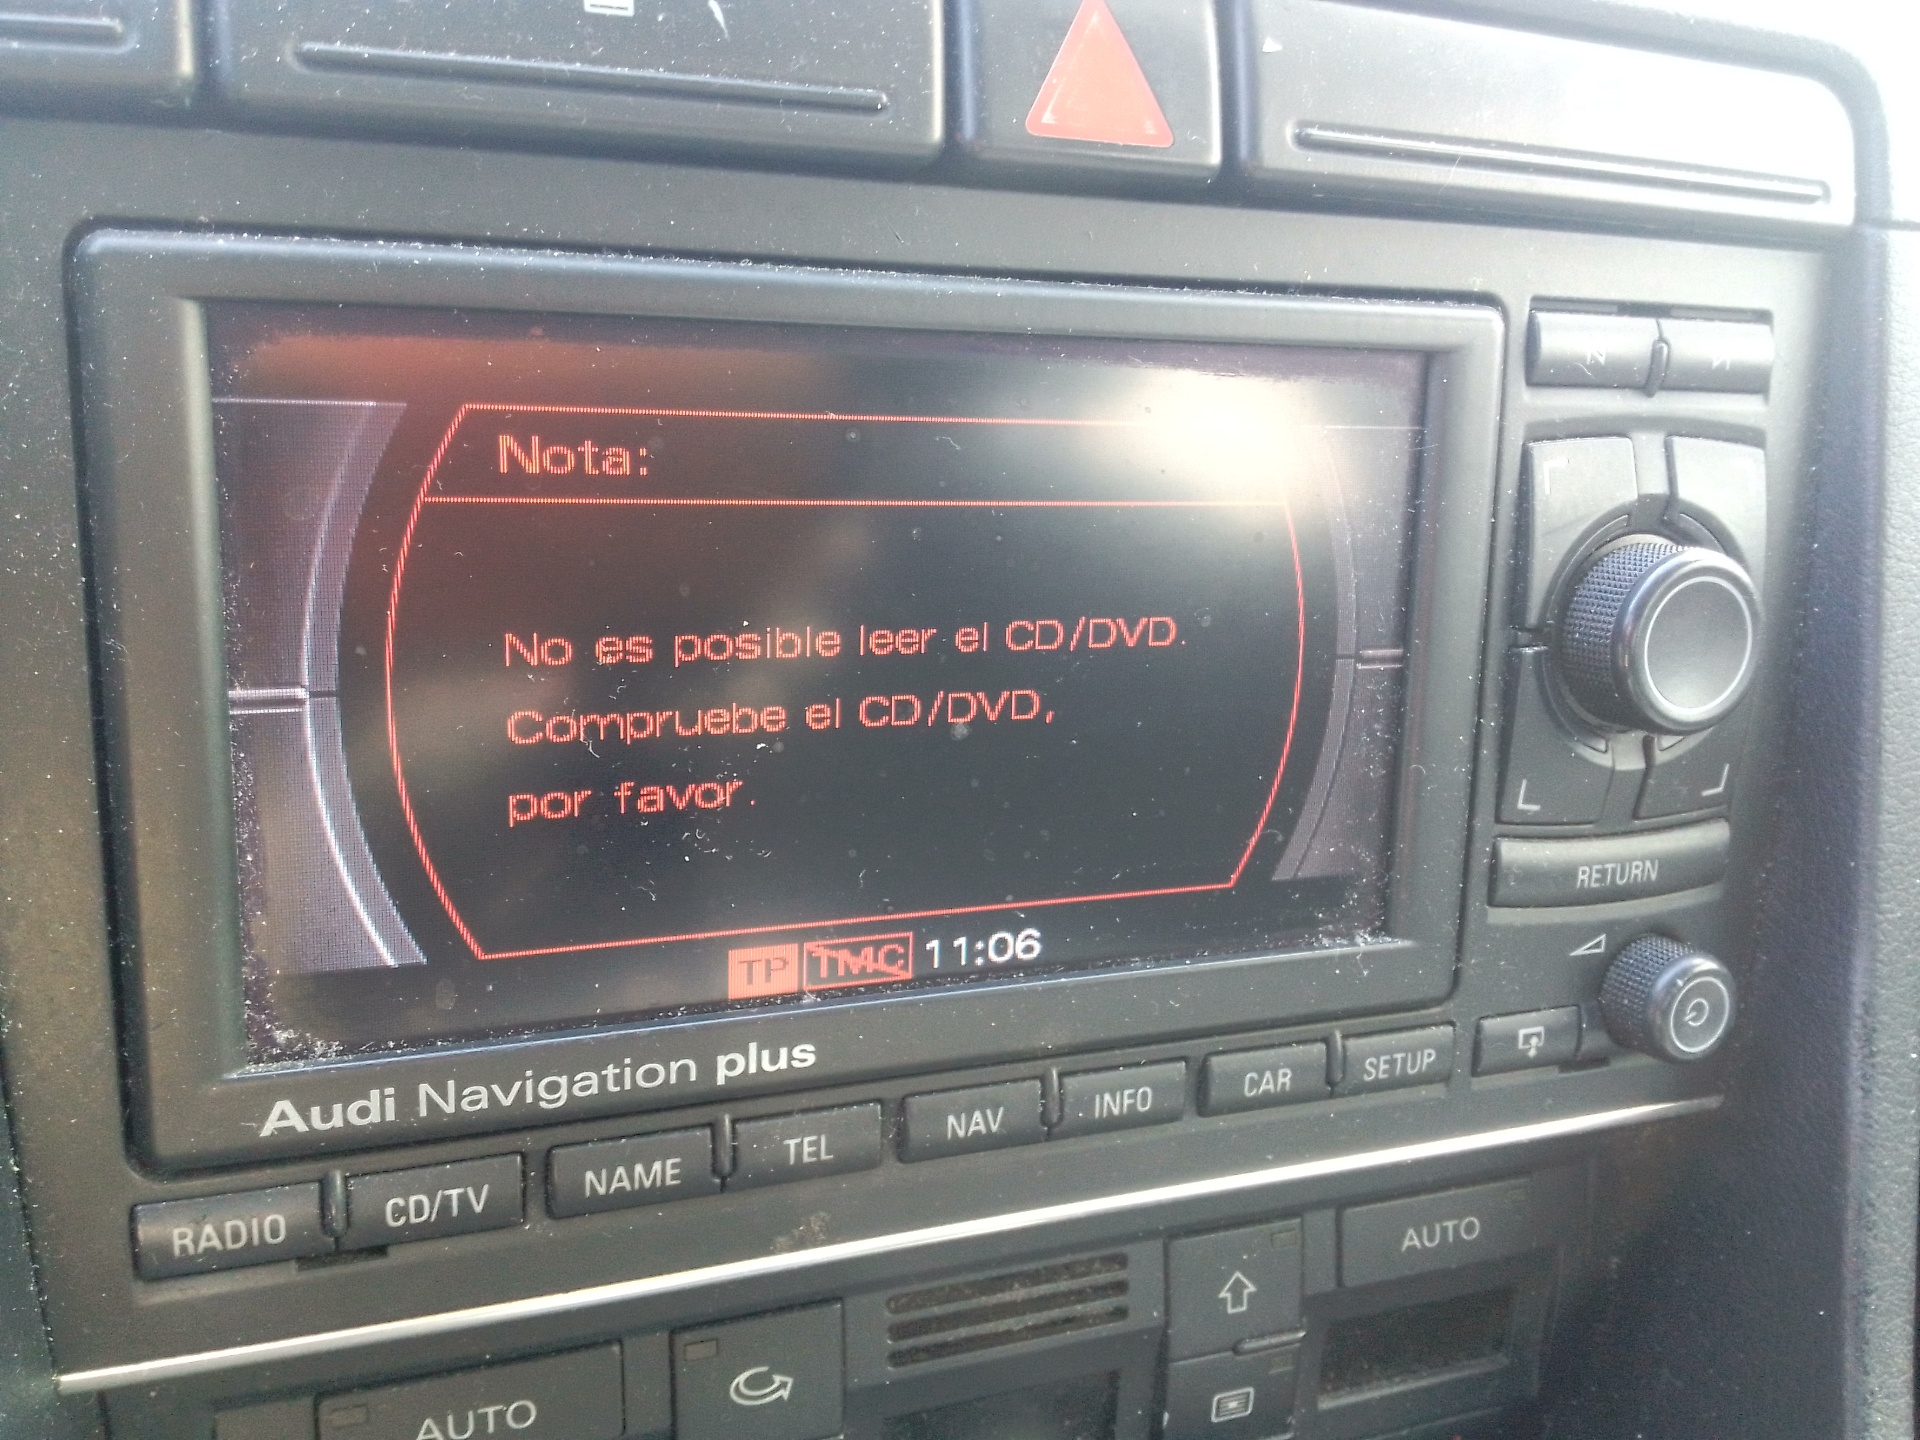 Nota:
No es posible leer el CD/DVD.
Compruebe el CD/DVD,
por favor.
TP TMC 11:06
Audi Navigation plus
RETURN
RADIO CD/TV NAME TEL NAV INFO CAR SETUP
AUTO
AUTO